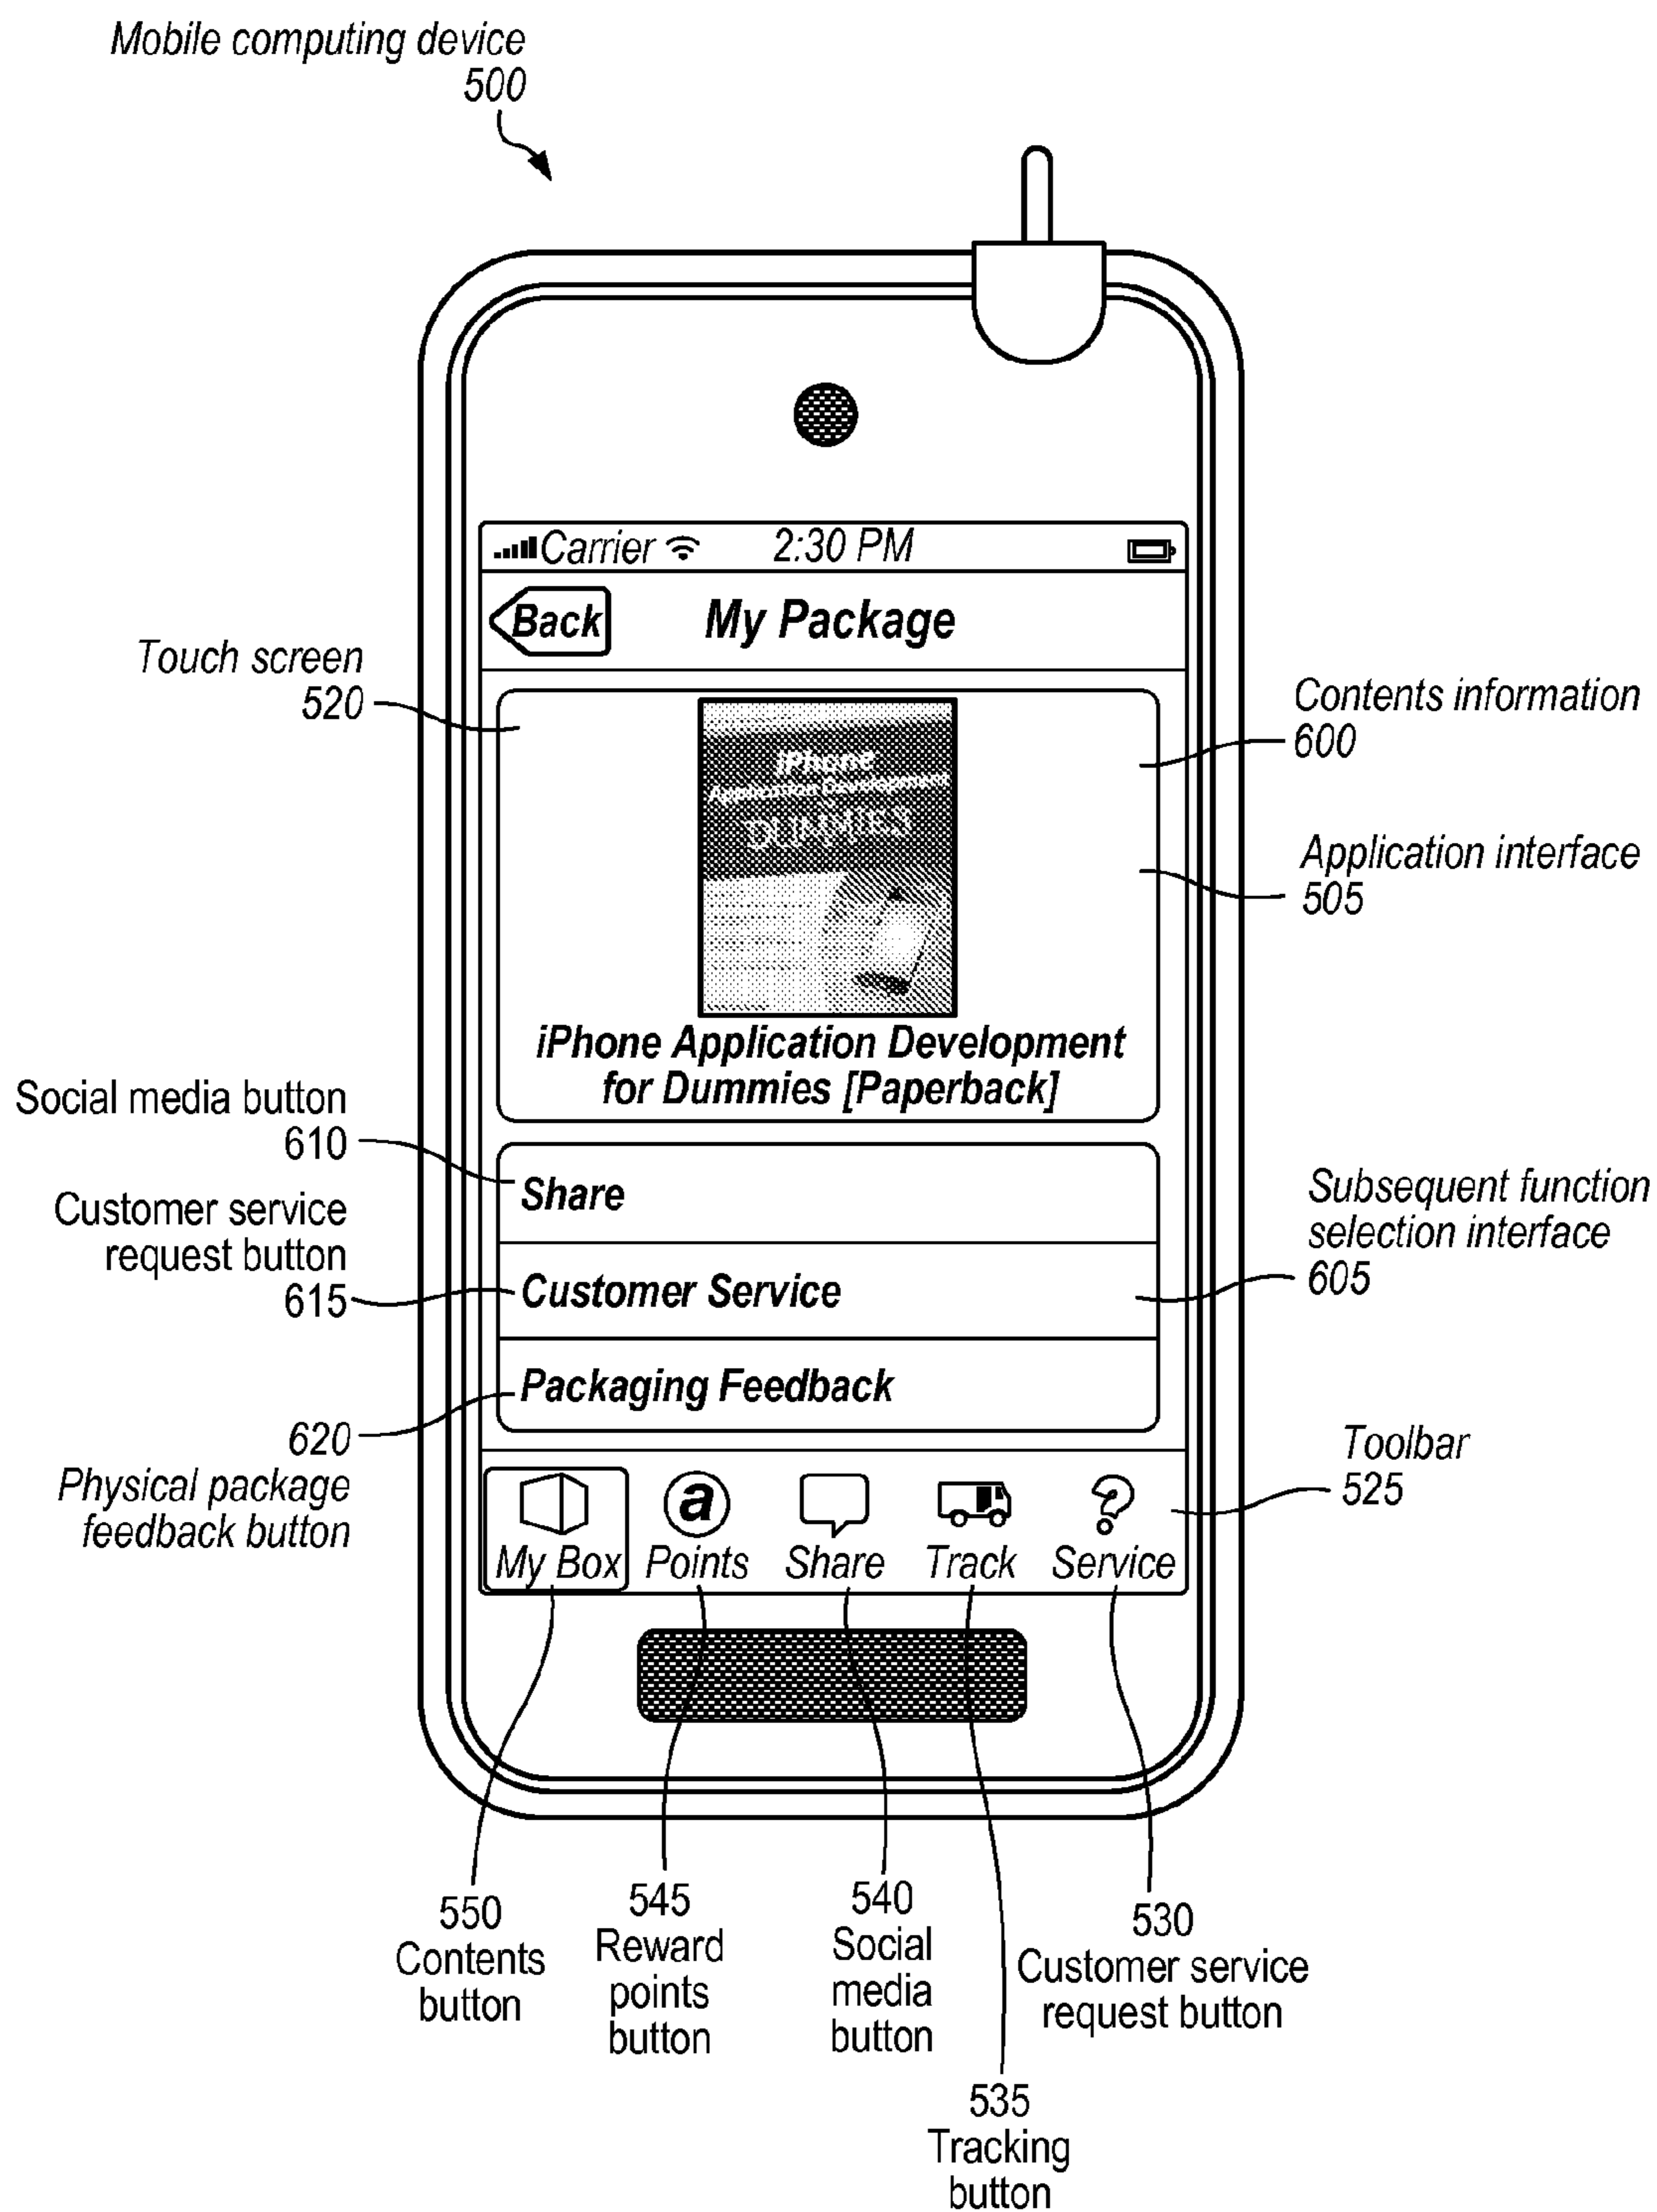 Mobile computing device
500
Carrier 2:30 PM
Back My Package
Touch screen
520
Contents information
600
Application interface
505
iPhone
Application Development
DUMMIES
iPhone Application Development
for Dummies [Paperback]
Social media button
610
Share
Customer service
request button
615
Customer Service
Subsequent function
selection interface
605
Packaging Feedback
620
Physical package
feedback button
Toolbar
525
a
My Box Points Share Track Service
550
Contents
button
545
Reward
points
button
540
Social
media
button
530
Customer service
request button
535
Tracking
button